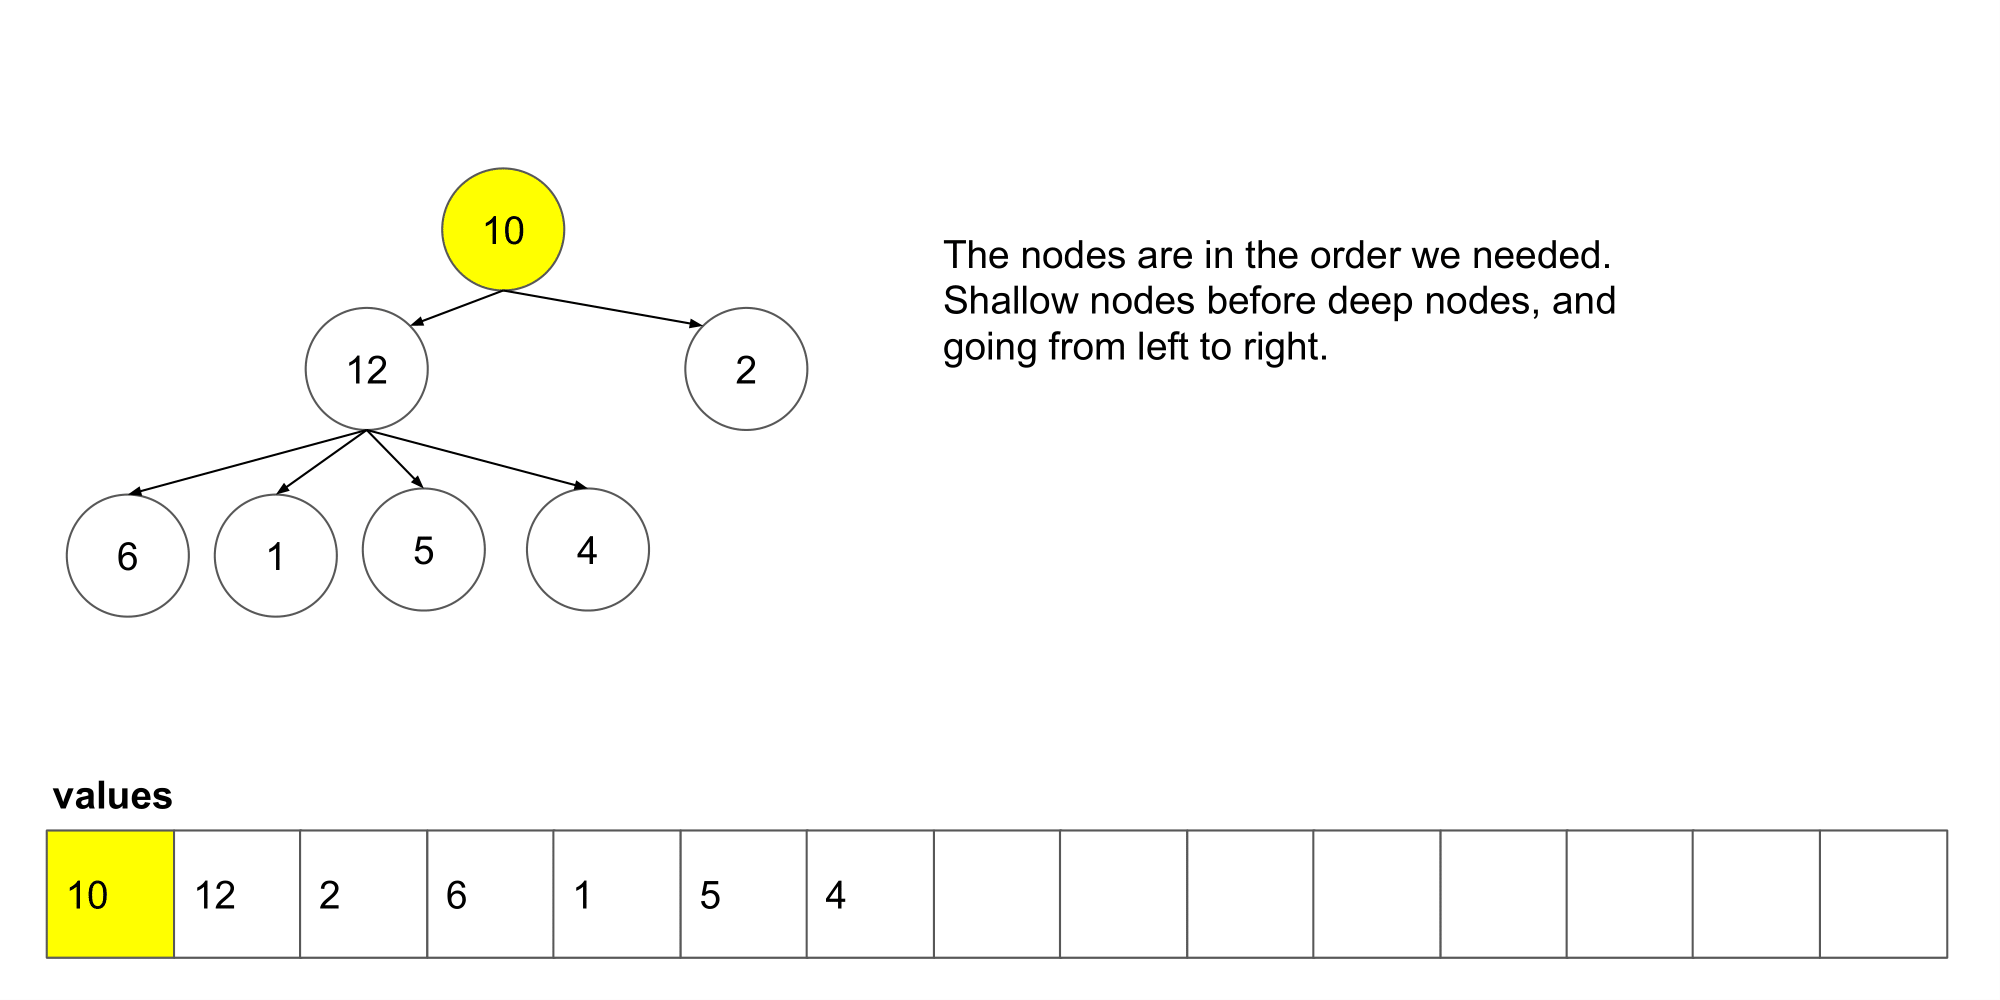 10
12
2
6
1
5
4
The nodes are in the order we needed.
Shallow nodes before deep nodes, and
going from left to right.
values
10 12 2 6 1 5 4